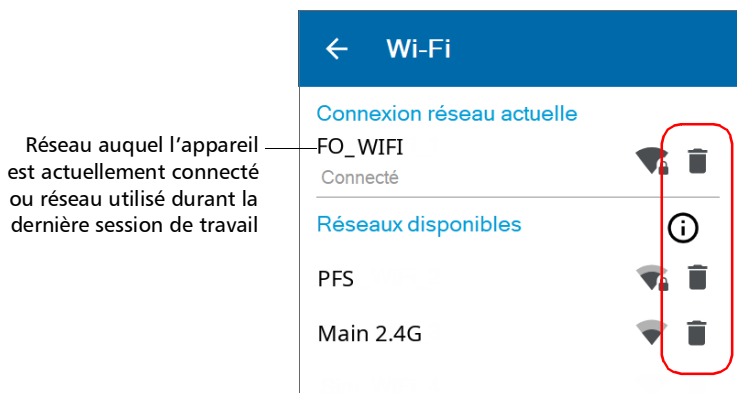 Wi-Fi
Connexion réseau actuelle
Réseau auquel l'appareil
est actuellement connecté
ou réseau utilisé durant la
dernière session de travail
FO_WIFI
Connecté
Réseaux disponibles
PFS
Main 2.4G